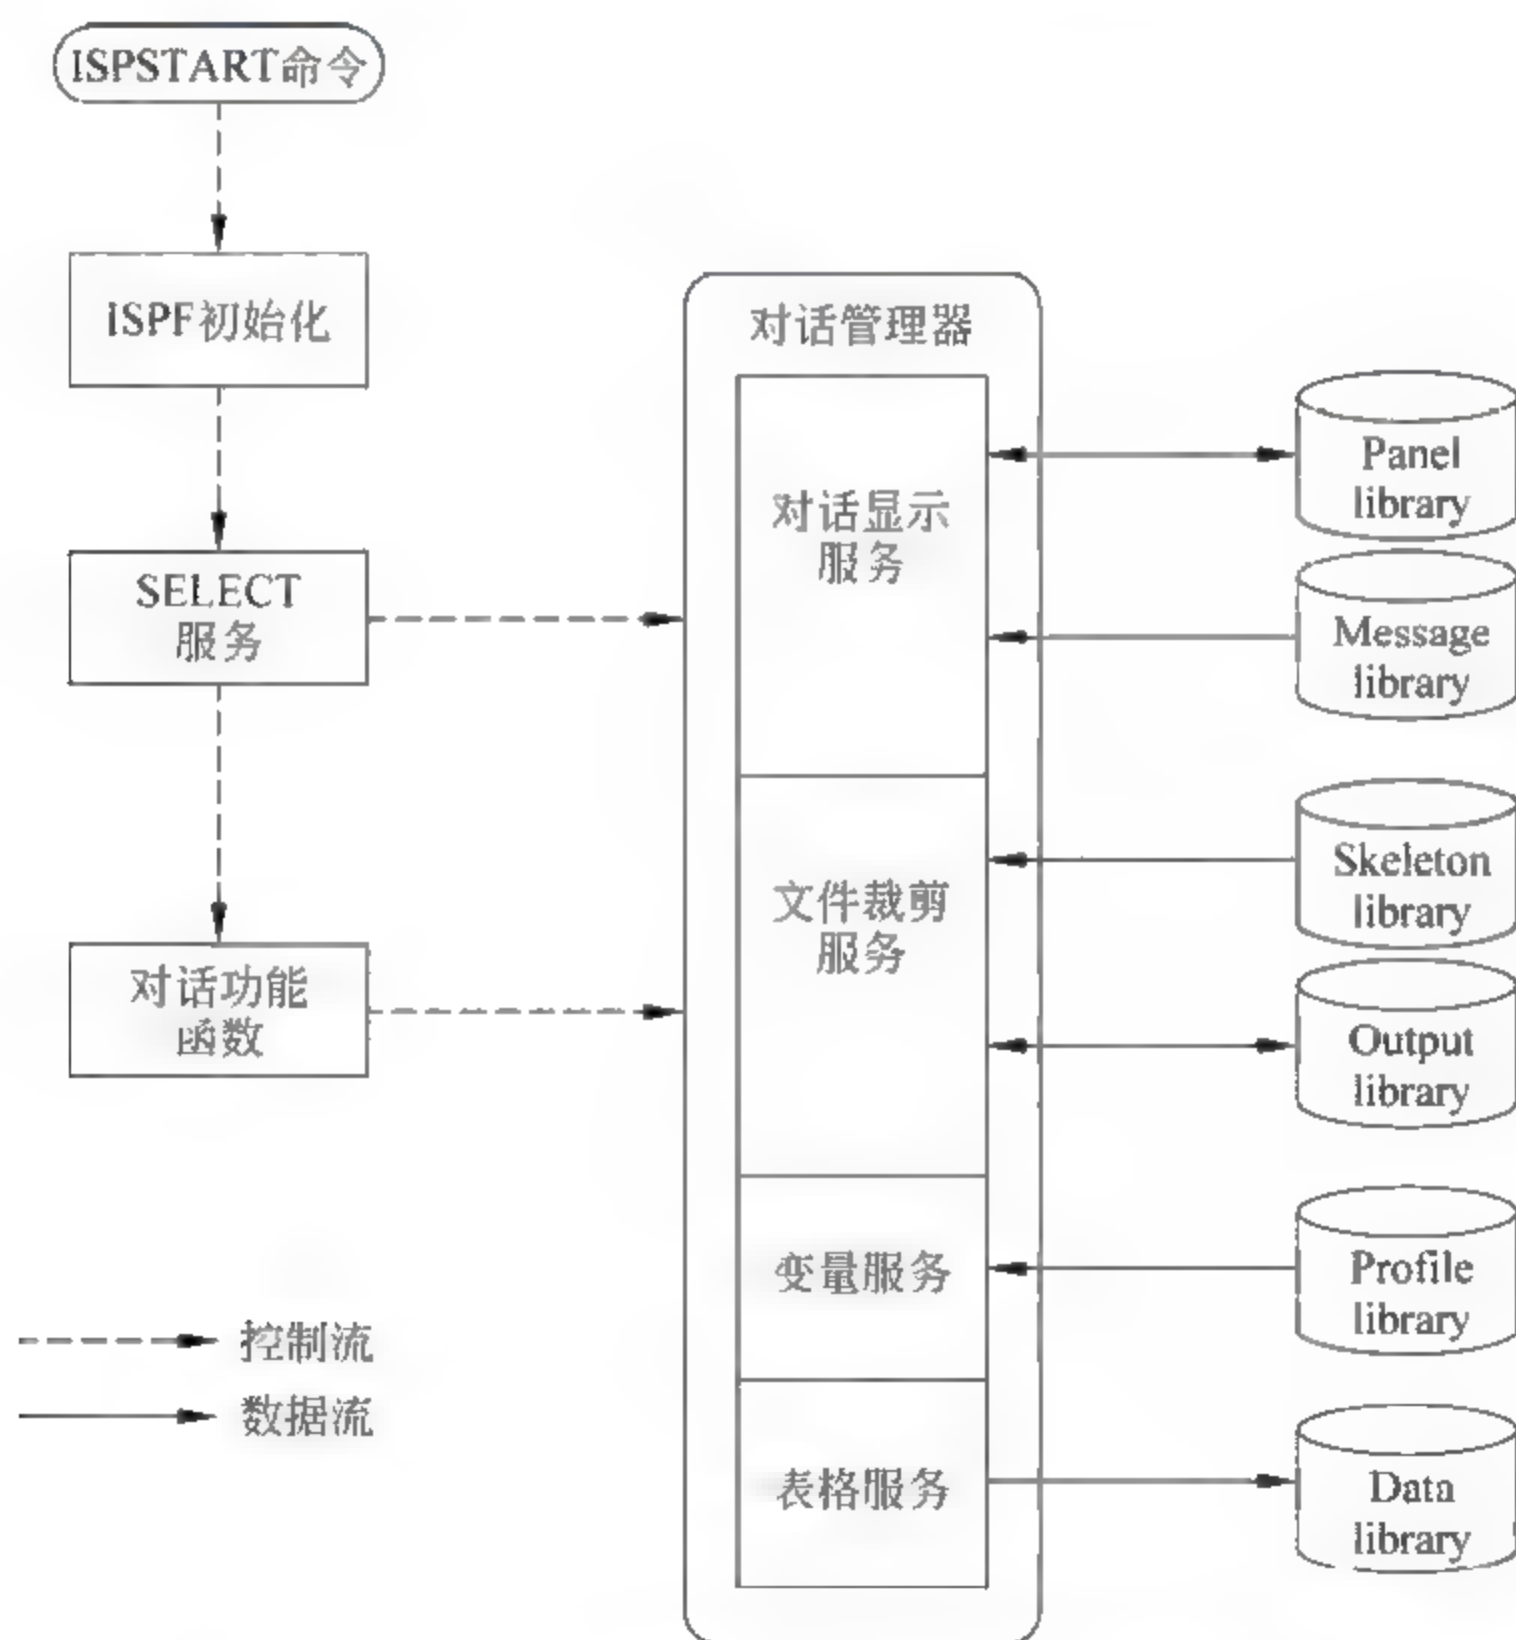 ISPSTART命令
ISPF初始化
SELECT
服务
对话功能
函数
控制流
数据流
对话管理器
对话显示
服务
文件裁剪
服务
变量服务
表格服务
Panel
library
Message
library
Skeleton
library
Output
library
Profile
library
Data
library